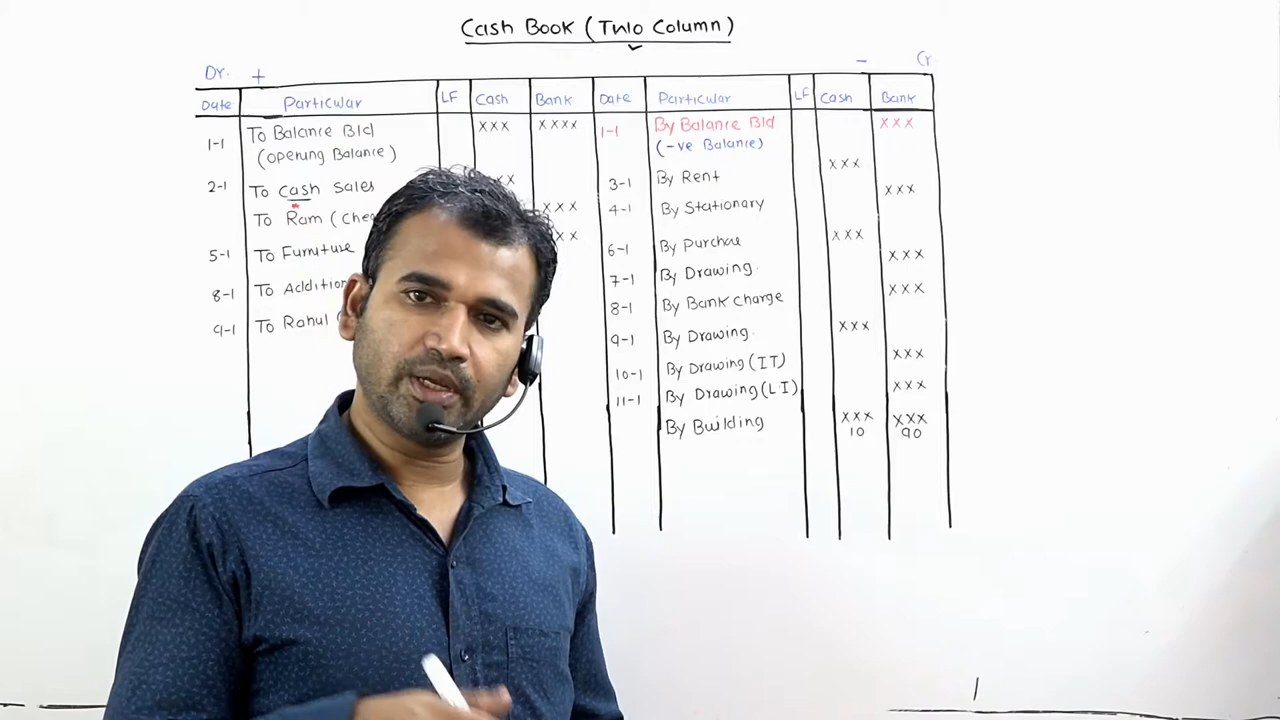 Cash Book (Two Column)
Dr. +
- Cr
Date Particular LF Cash Bank Date Particular LF Cash Bank
1-1 To Balance Bld xxx xxxx 1-1 By Balance Bld xxx
(opening Balance) (-ve Balance)
2-1 To cash sales xx 3-1 By Rent xxx
To Ram ( xxx 4-1 By Stationary xxx
5-1 To Furniture xx 6-1 By Purchae xxx
8-1 To Addition 7-1 By Drawing. xxx
8-1 By Bank charge xxx
9-1 To Rahul 9-1 By Drawing. xxx
10-1 By Drawing (IT) xxx
11-1 By Drawing (LI) xxx
By Building xxx xxx
10 90